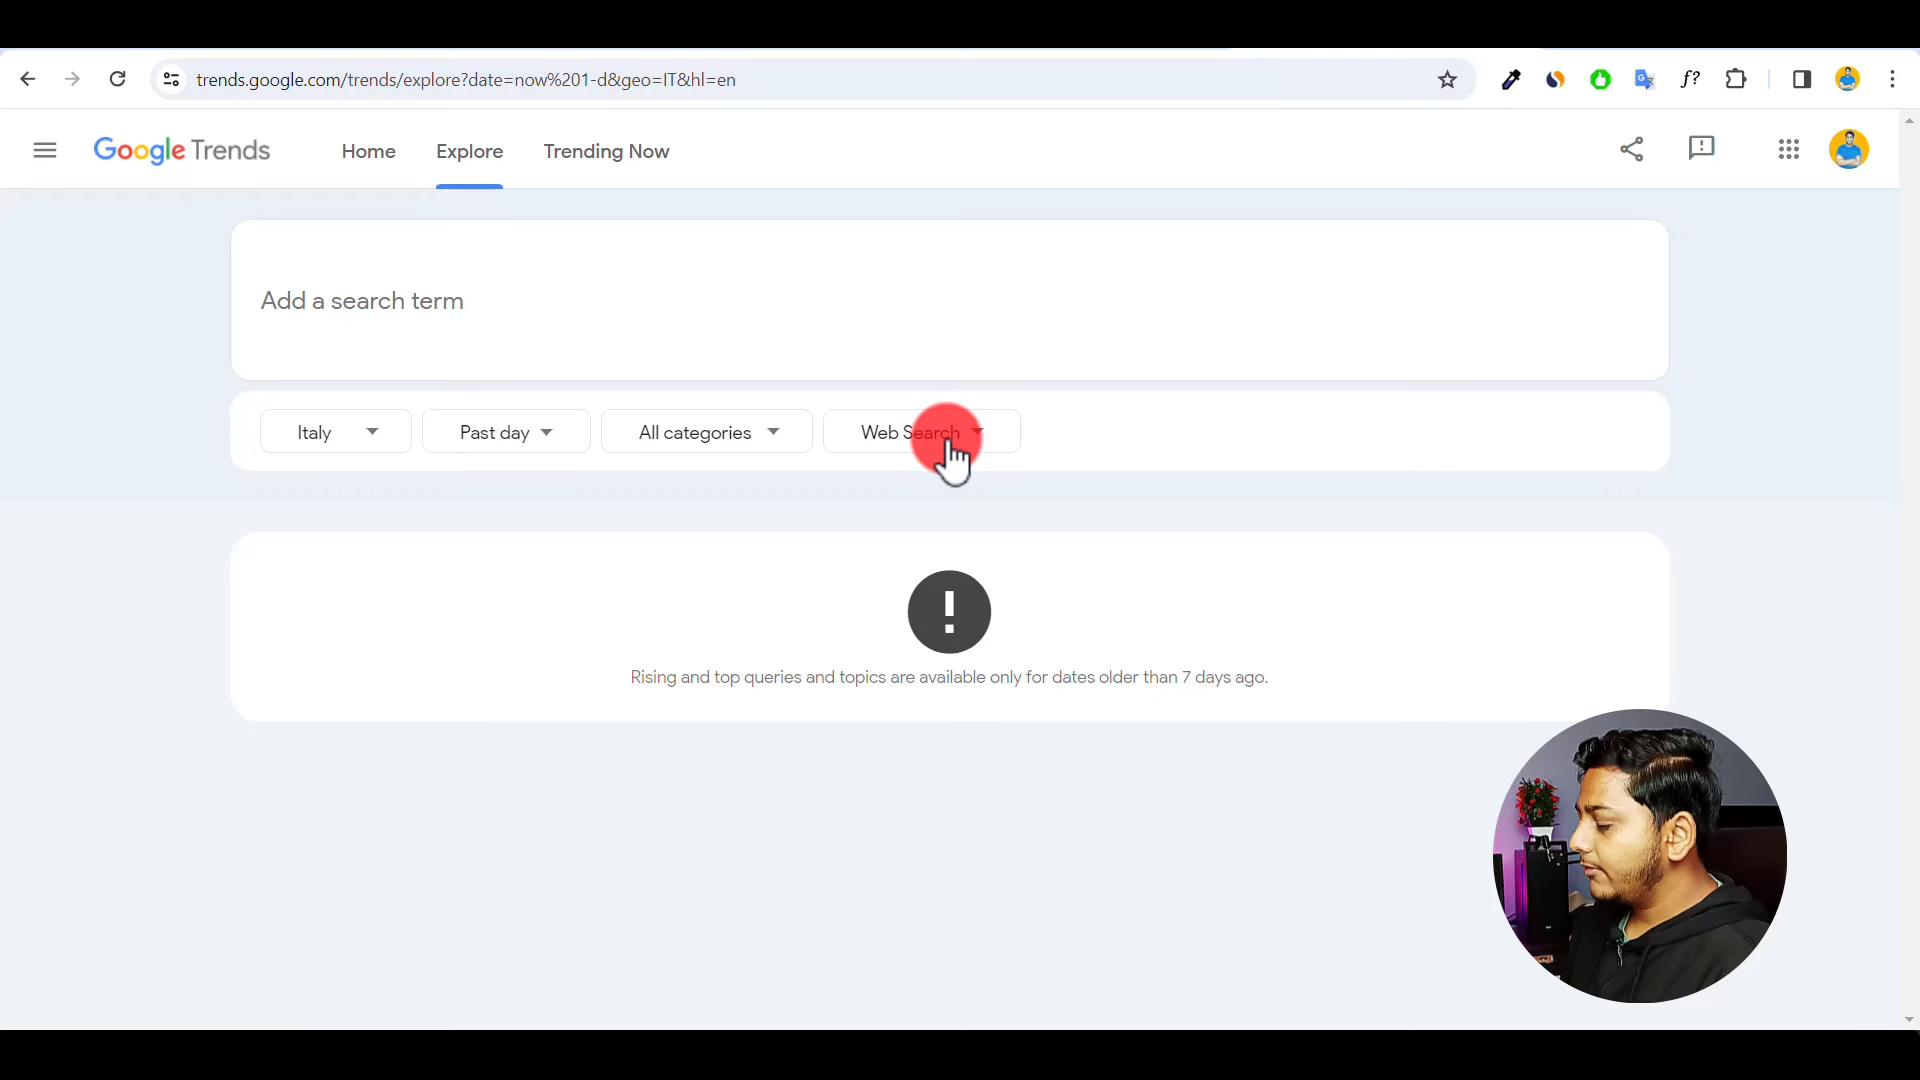 trends.google.com/trends/explore?date=now%201-d&geo=IT&hl=en
f?
Google Trends
Home
Explore
Trending Now
Add a search term
Italy
Past day
All categories
Web Search
!
Rising and top queries and topics are available only for dates older than 7 days ago.